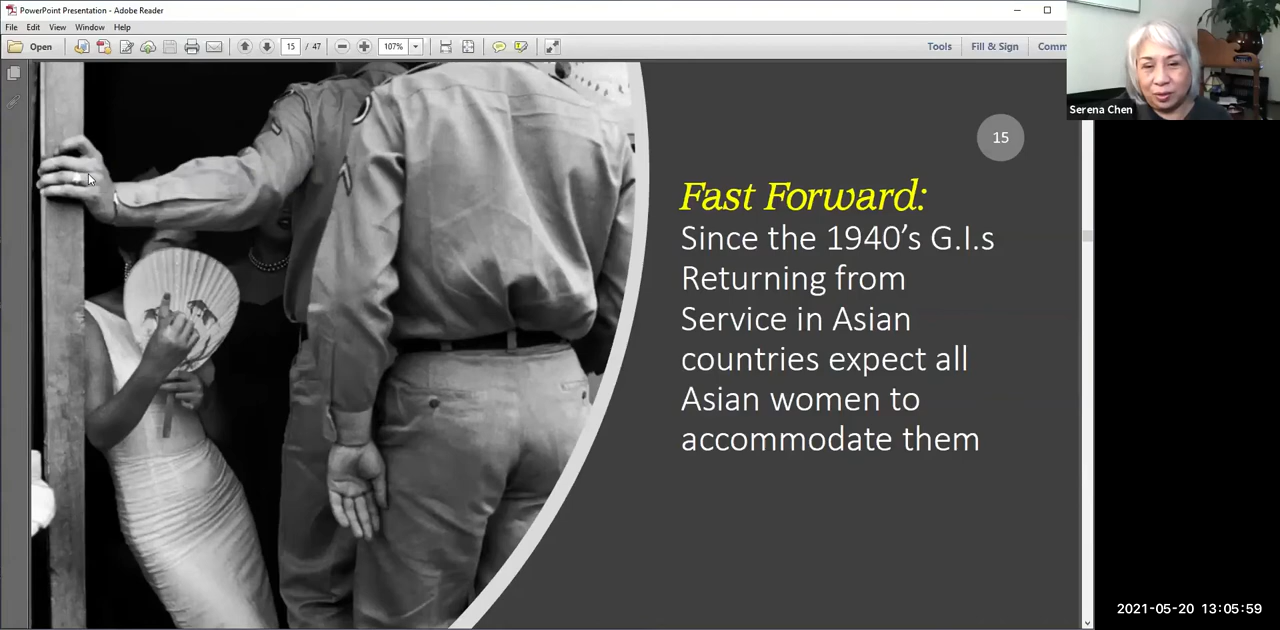 PowerPoint Presentation - Adobe Reader
File Edit View Window Help
Open 15 / 47 107% Tools Fill & Sign Comm
Serena Chen
15
Fast Forward:
Since the 1940’s G.I.s
Returning from
Service in Asian
countries expect all
Asian women to
accommodate them
2021-05-20 13:05:59